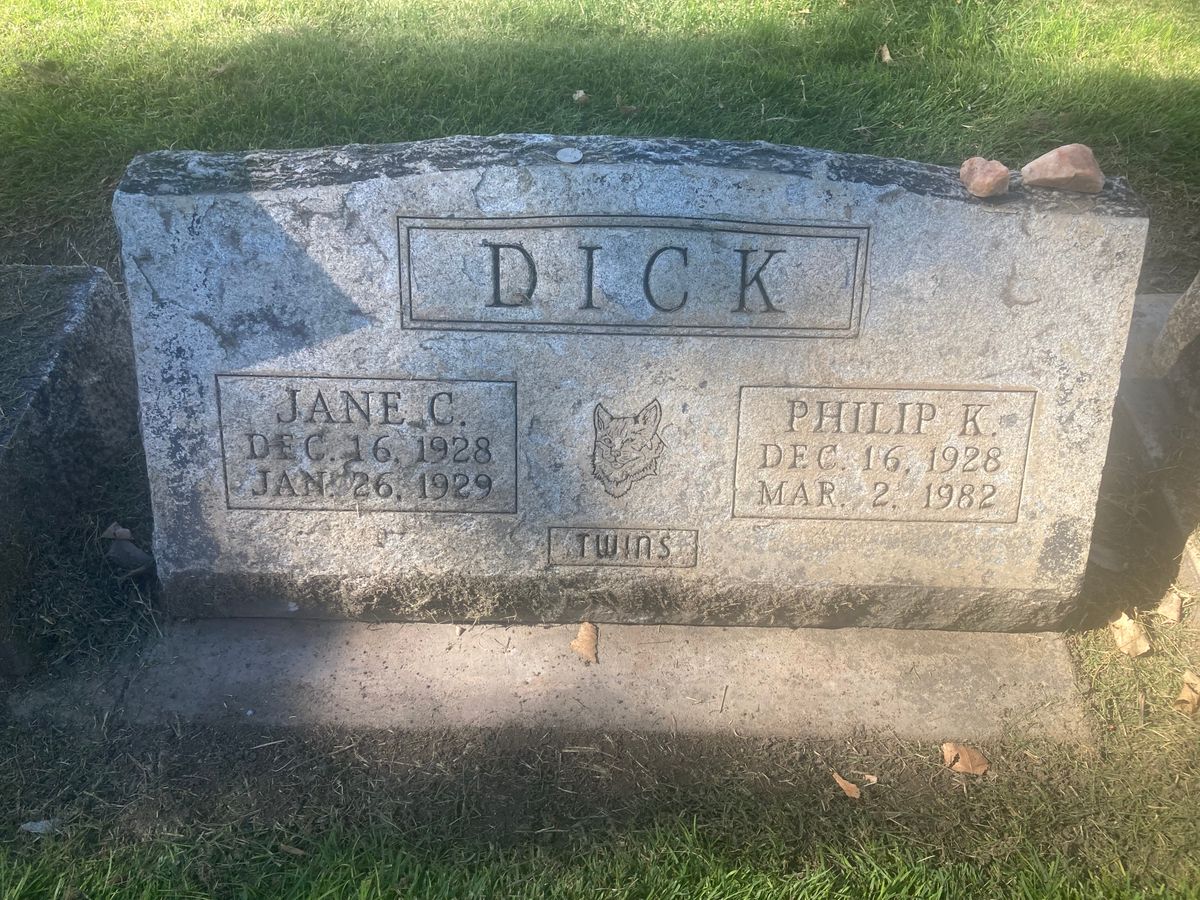 DICK
JANE C.
DEC. 16, 1928
JAN. 26, 1929
PHILIP K.
DEC. 16, 1928
MAR. 2, 1982
TWINS